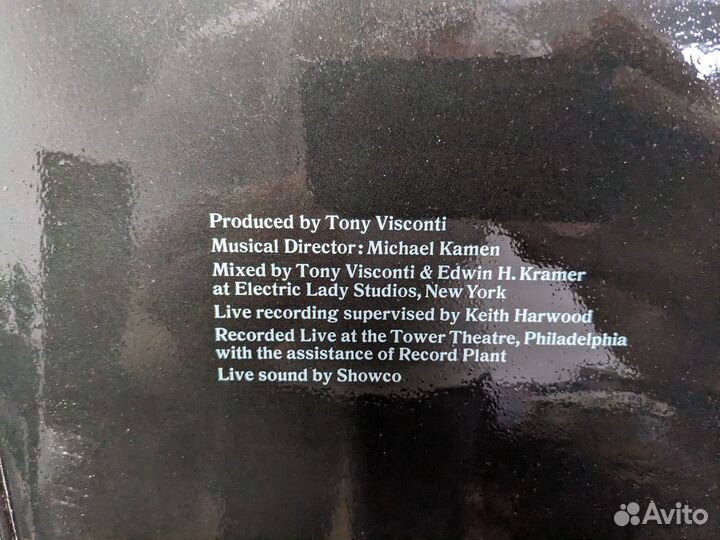 Produced by Tony Visconti
Musical Director: Michael Kamen
Mixed by Tony Visconti & Edwin H. Kramer
at Electric Lady Studios, New York
Live recording supervised by Keith Harwood
Recorded Live at the Tower Theatre, Philadelphia
with the assistance of Record Plant
Live sound by Showco
Avito